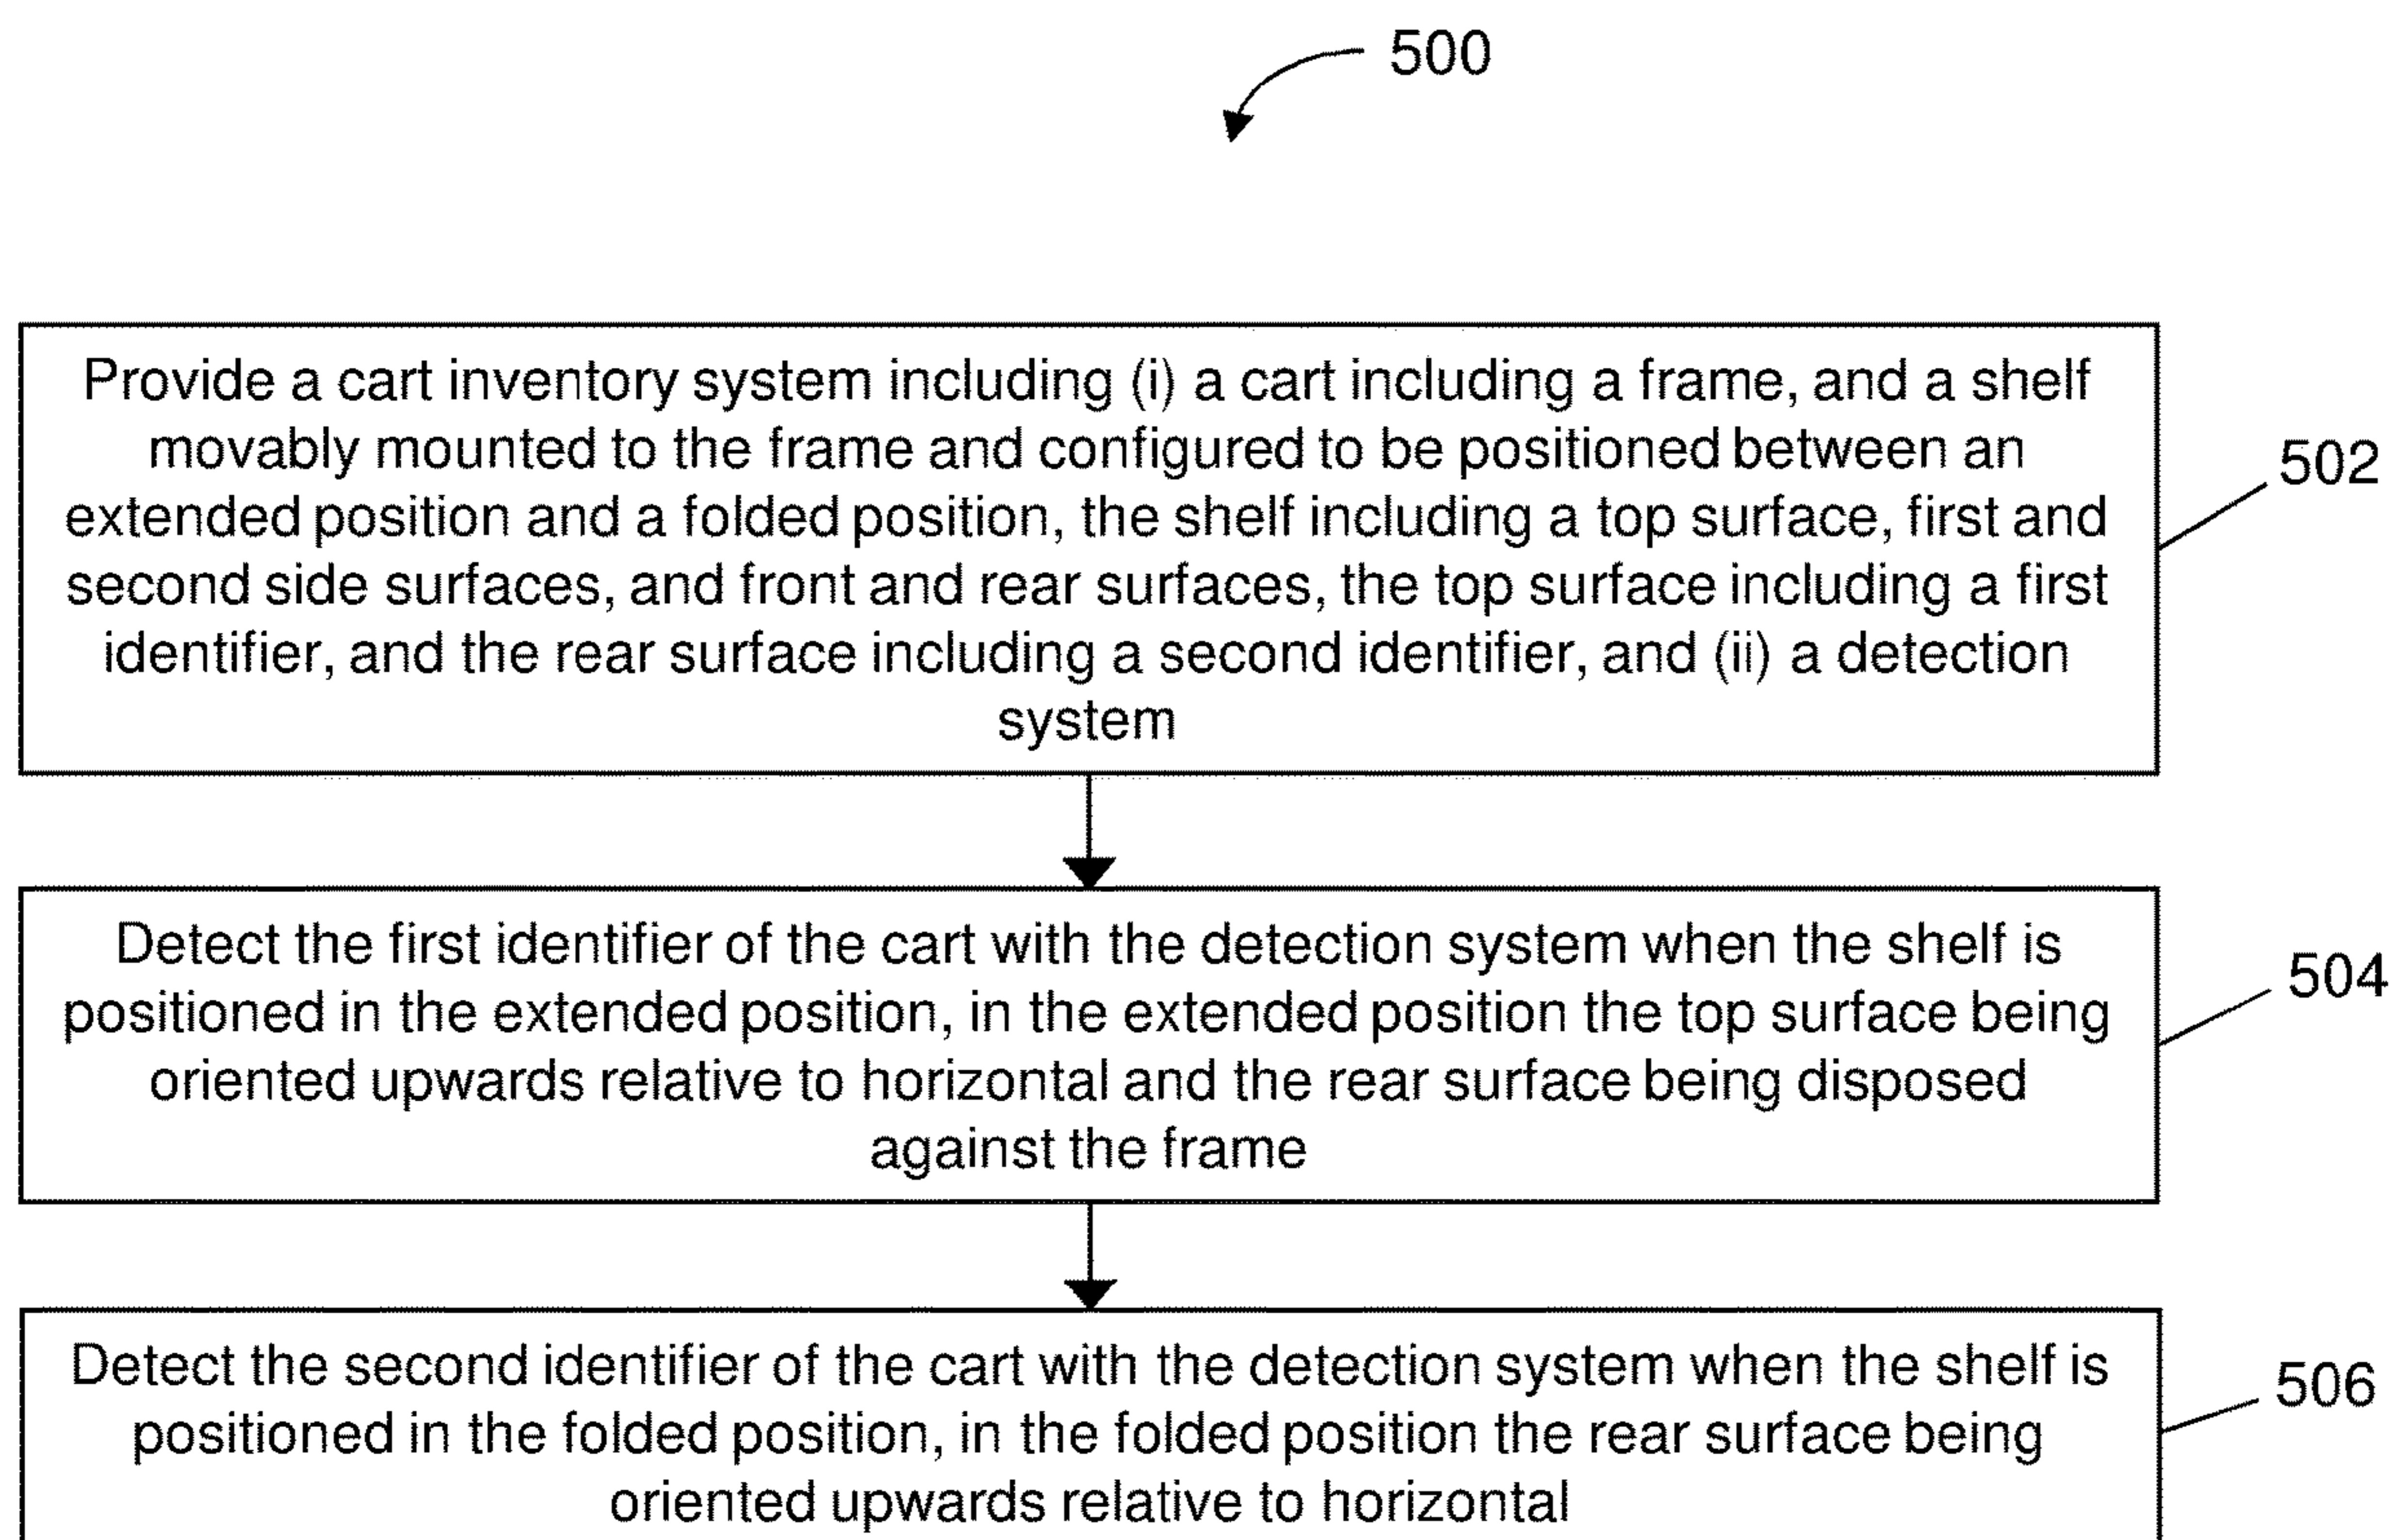 500
Provide a cart inventory system including (i) a cart including a frame, and a shelf
movably mounted to the frame and configured to be positioned between an
extended position and a folded position, the shelf including a top surface, first and
second side surfaces, and front and rear surfaces, the top surface including a first
identifier, and the rear surface including a second identifier, and (ii) a detection
system
502
Detect the first identifier of the cart with the detection system when the shelf is
positioned in the extended position, in the extended position the top surface being
oriented upwards relative to horizontal and the rear surface being disposed
against the frame
504
Detect the second identifier of the cart with the detection system when the shelf is
positioned in the folded position, in the folded position the rear surface being
oriented upwards relative to horizontal
506